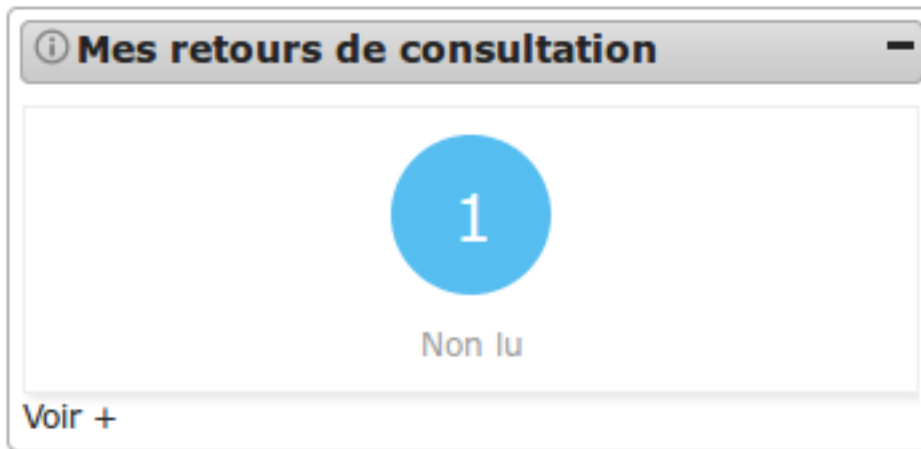 Mes retours de consultation
1
Non lu
Voir +